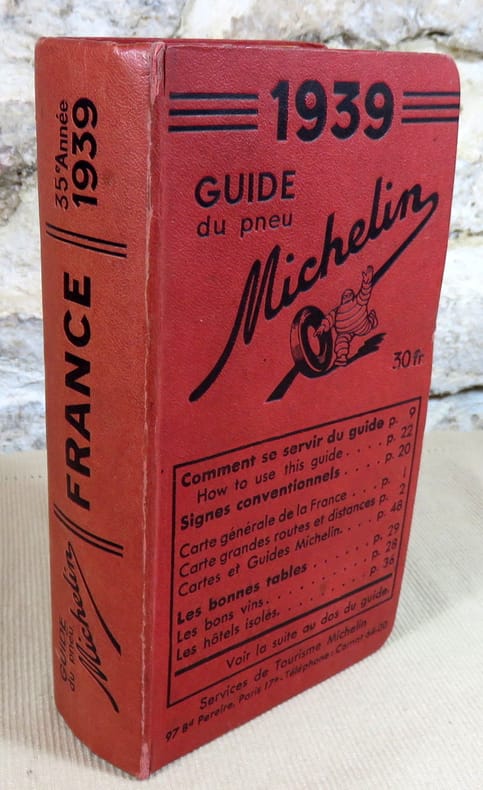 35e Année
1939
FRANCE
GUIDE
du pneu
Michelin
1939
GUIDE
du pneu
Michelin
30 fr
Comment se servir du guide p. 9
How to use this guide . . . . p. 22
Signes conventionnels . . . . . p. 20
Carte générale de la France . . . p. 1
Carte grandes routes et distances p. 2
Cartes et Guides Michelin. . . . p. 48
Les bonnes tables . . . . . . . p. 29
Les bons vins. . . . . . . . . . p. 28
Les hôtels isolés. . . . . . . . . p. 36
Voir la suite au dos du guide.
Services de Tourisme Michelin
97 Bd Pereire, Paris 17e - Téléphone : Carnot 66-20